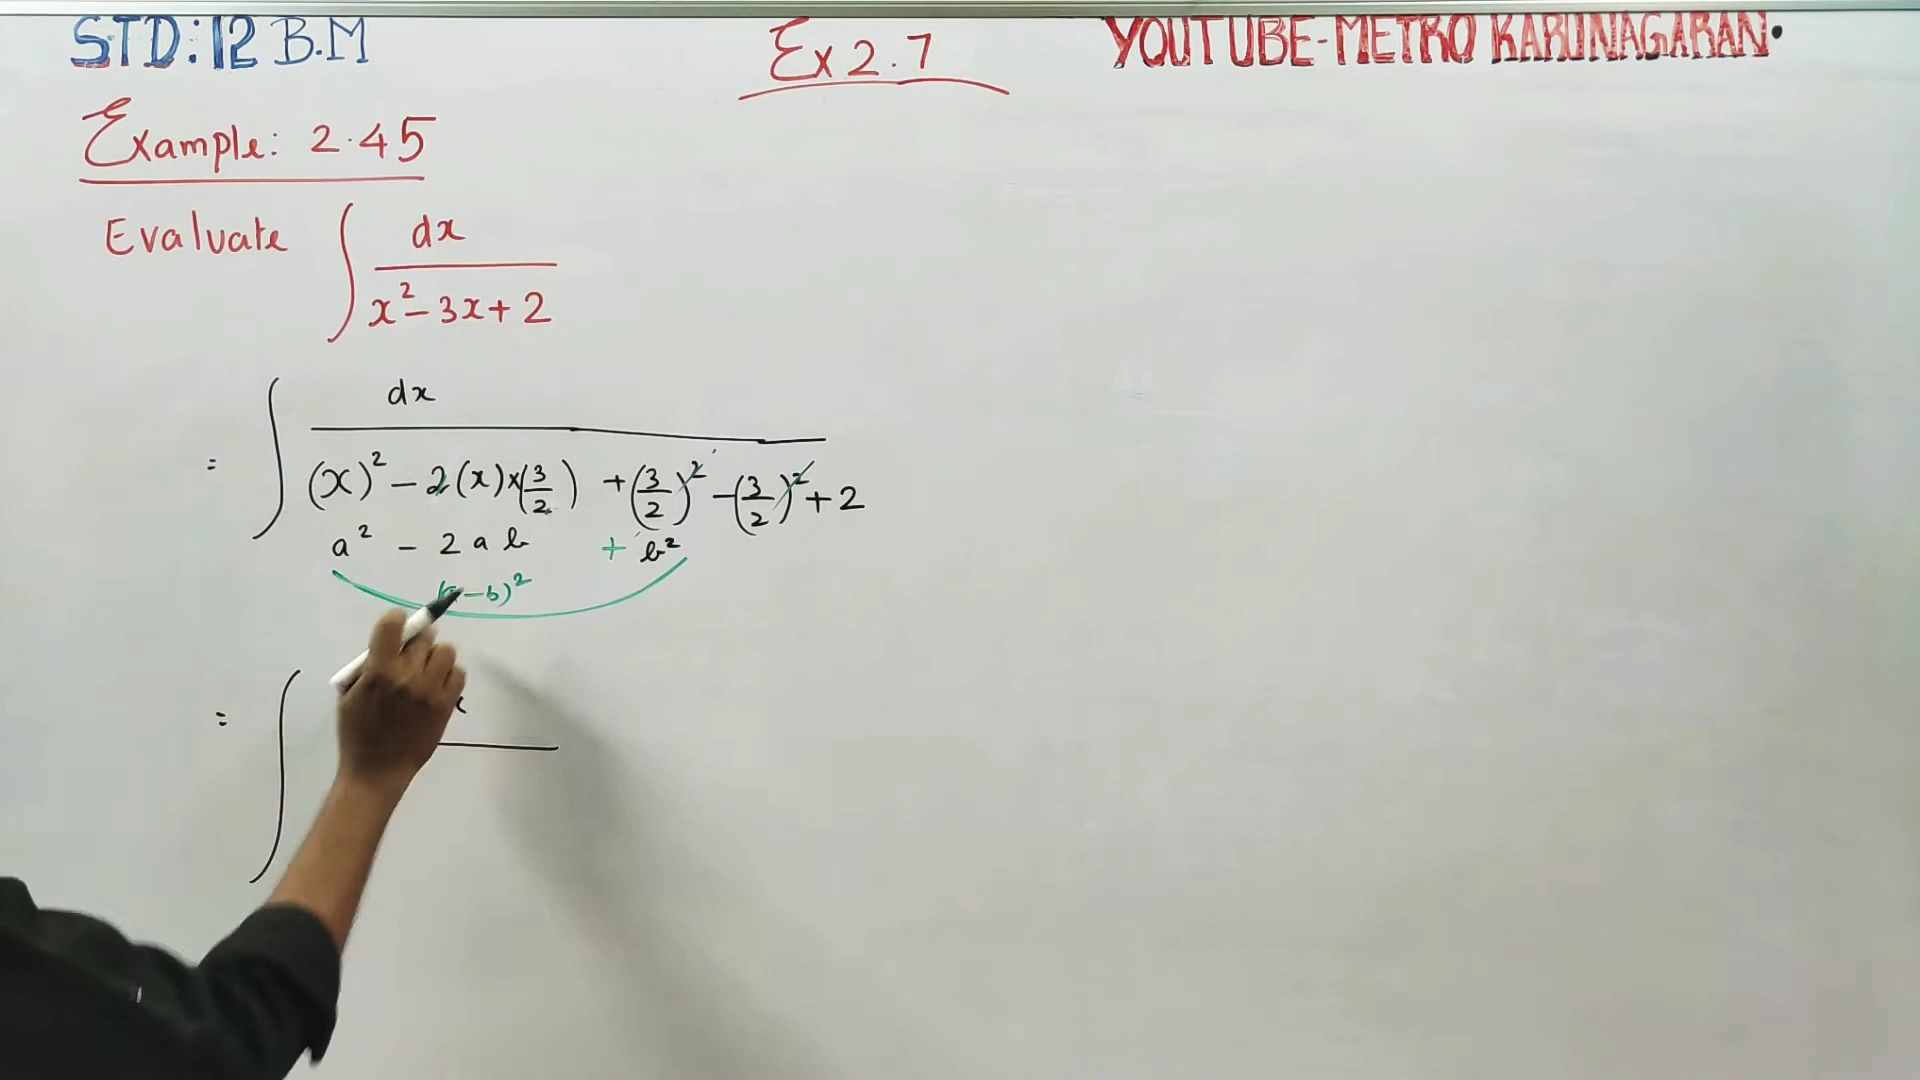 STD: 12 B.M
Ex 2.7
YOUTUBE-METRO KARUNAGARAN.
Example: 2.45
Evaluate ∫ dx / x² - 3x + 2
= ∫ dx / (x)² - 2(x)×(3/2) + (3/2)² - (3/2)² + 2
a² - 2ab + b²
-b)²
= ∫